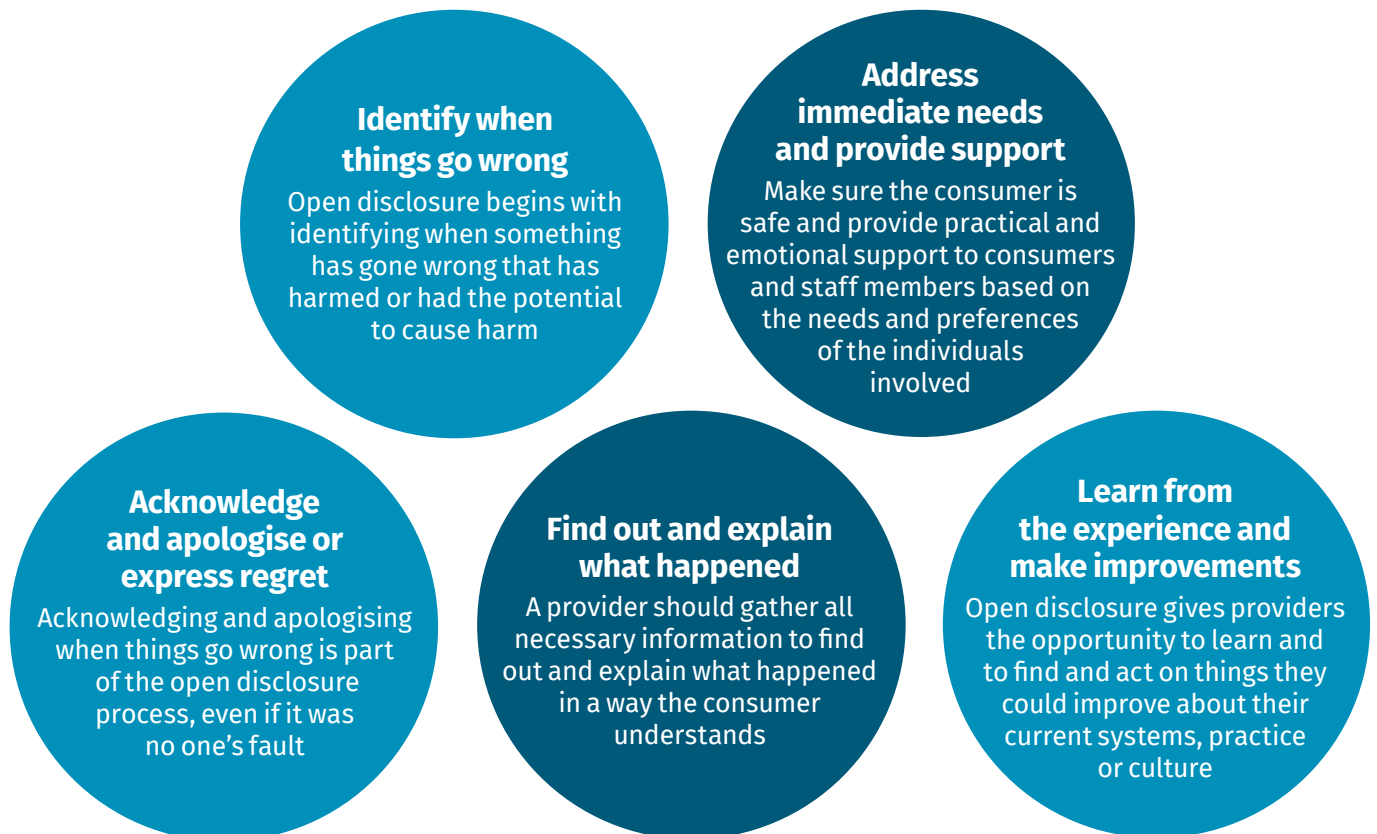 Identify when
things go wrong
Open disclosure begins with
identifying when something
has gone wrong that has
harmed or had the potential
to cause harm
Address
immediate needs
and provide support
Make sure the consumer is
safe and provide practical and
emotional support to consumers
and staff members based on
the needs and preferences
of the individuals
involved
Acknowledge
and apologise or
express regret
Acknowledging and apologising
when things go wrong is part
of the open disclosure
process, even if it was
no one’s fault
Find out and explain
what happened
A provider should gather all
necessary information to find
out and explain what happened
in a way the consumer
understands
Learn from
the experience and
make improvements
Open disclosure gives providers
the opportunity to learn and
to find and act on things they
could improve about their
current systems, practice
or culture